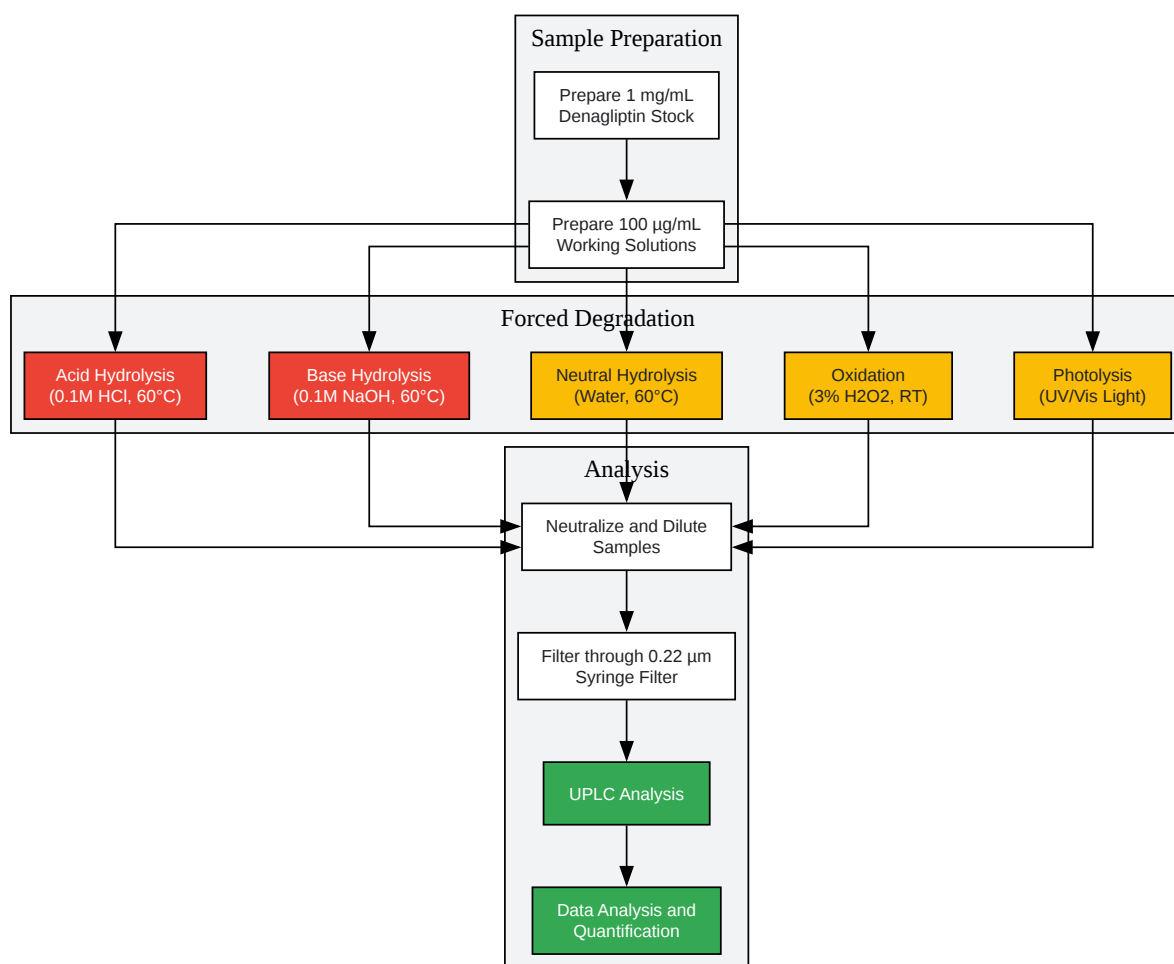 Sample Preparation
Prepare 1 mg/mL
Denagliptin Stock
Prepare 100 µg/mL
Working Solutions
Forced Degradation
Acid Hydrolysis
(0.1M HCl, 60°C)
Base Hydrolysis
(0.1M NaOH, 60°C)
Neutral Hydrolysis
(Water, 60°C)
Oxidation
(3% H2O2, RT)
Photolysis
(UV/Vis Light)
Analysis
Neutralize and Dilute
Samples
Filter through 0.22 µm
Syringe Filter
UPLC Analysis
Data Analysis and
Quantification